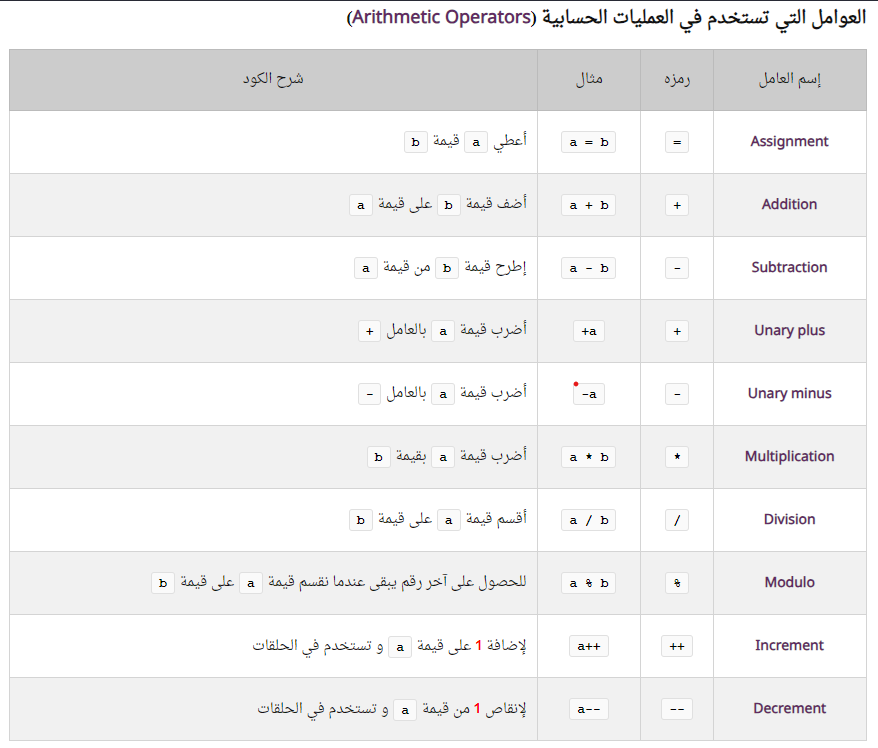 العوامل التي تستخدم في العمليات الحسابية (Arithmetic Operators)
إسم العامل رمزه مثال شرح الكود
Assignment = a = b أعطي a قيمة b
Addition + a + b أضف قيمة b على قيمة a
Subtraction - a - b إطرح قيمة b من قيمة a
Unary plus + +a أضرب قيمة a بالعامل +
Unary minus - -a أضرب قيمة a بالعامل -
Multiplication * a * b أضرب قيمة a بقيمة b
Division / a / b أقسم قيمة a على قيمة b
Modulo % a % b للحصول على آخر رقم يبقى عندما نقسم قيمة a على قيمة b
Increment ++ a++ لإضافة 1 على قيمة a و تستخدم في الحلقات
Decrement -- a-- لإنقاص 1 من قيمة a و تستخدم في الحلقات